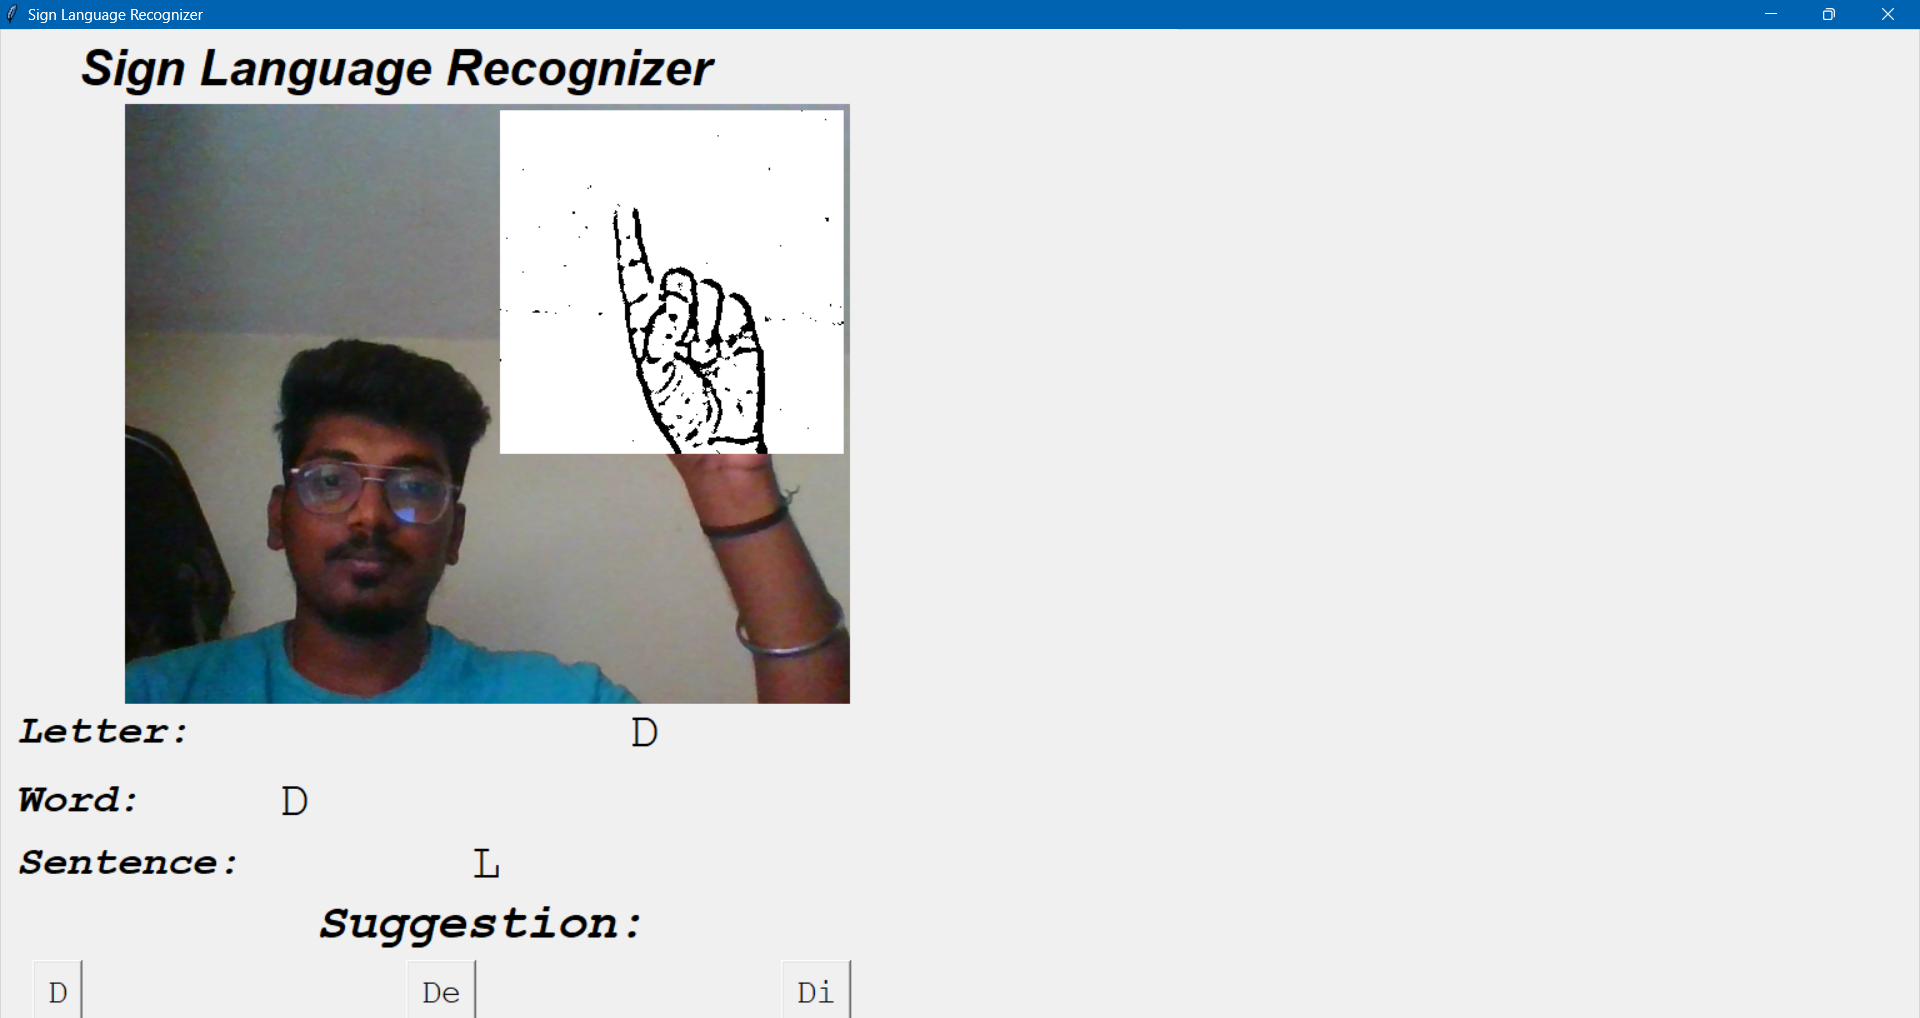 Sign Language Recognizer
Sign Language Recognizer
Letter: D
Word: D
Sentence: L
Suggestion:
D De Di